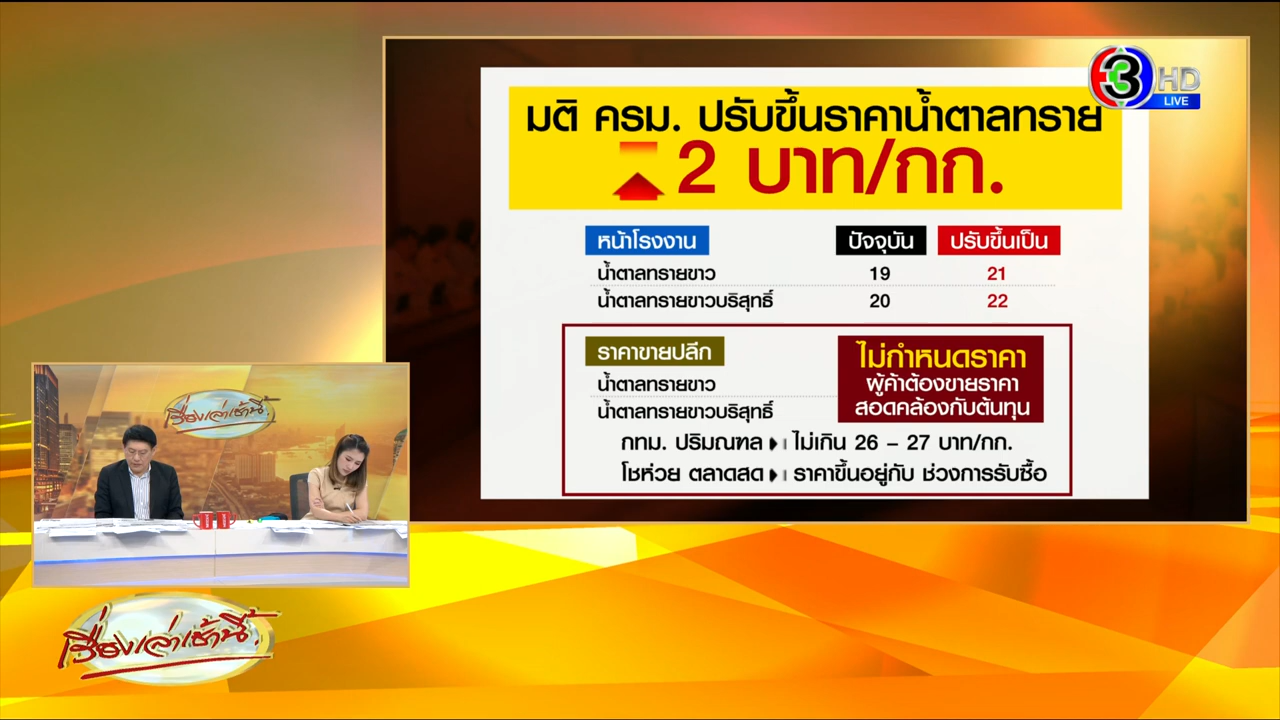 3 HD
LIVE
มติ ครม. ปรับขึ้นราคาน้ำตาลทราย
2 บาท/กก.
หน้าโรงงาน ปัจจุบัน ปรับขึ้นเป็น
น้ำตาลทรายขาว 19 21
น้ำตาลทรายขาวบริสุทธิ์ 20 22
ราคาขายปลีก ไม่กำหนดราคา
น้ำตาลทรายขาว ผู้ค้าต้องขายราคา
น้ำตาลทรายขาวบริสุทธิ์ สอดคล้องกับต้นทุน
กทม. ปริมณฑล ไม่เกิน 26 – 27 บาท/กก.
โชห่วย ตลาดสด ราคาขึ้นอยู่กับ ช่วงการรับซื้อ
เรื่องเล่าเช้านี้
เรื่องเล่าเช้านี้